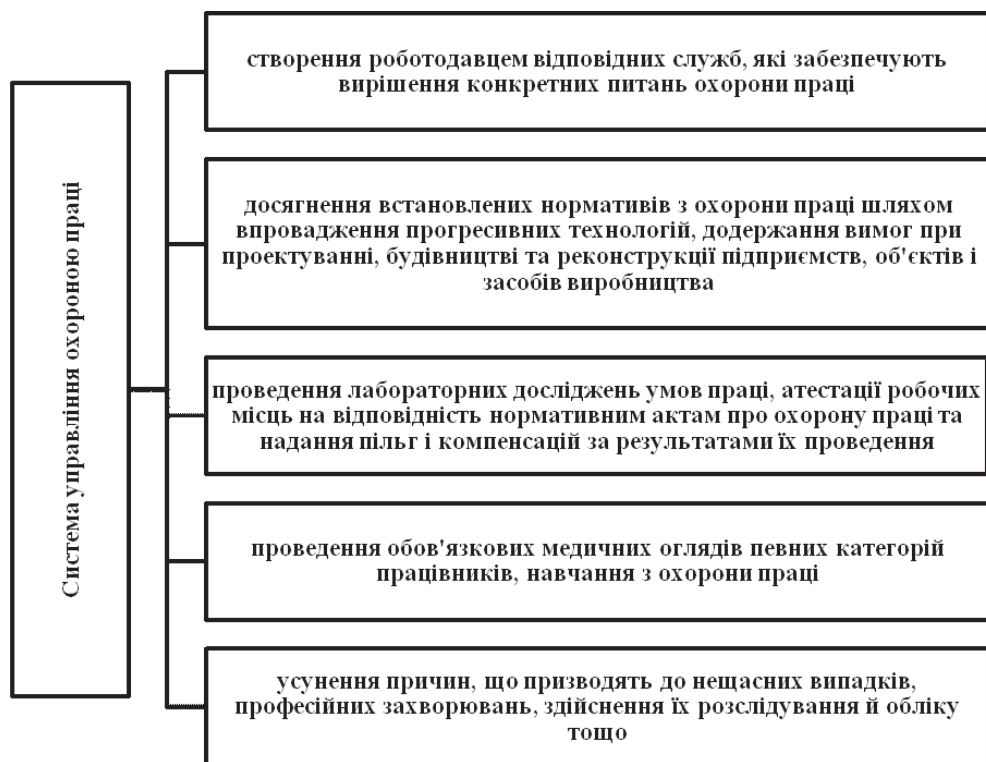 Система управління охороною праці
створення роботодавцем відповідних служб, які забезпечують
вирішення конкретних питань охорони праці
досягнення встановлених нормативів з охорони праці шляхом
впровадження прогресивних технологій, додержання вимог при
проектуванні, будівництві та реконструкції підприємств, об'єктів і
засобів виробництва
проведення лабораторних досліджень умов праці, атестації робочих
місць на відповідність нормативним актам про охорону праці та
надання пільг і компенсацій за результатами їх проведення
проведення обов'язкових медичних оглядів певних категорій
працівників, навчання з охорони праці
усунення причин, що призводять до нещасних випадків,
професійних захворювань, здійснення їх розслідування й обліку
тощо